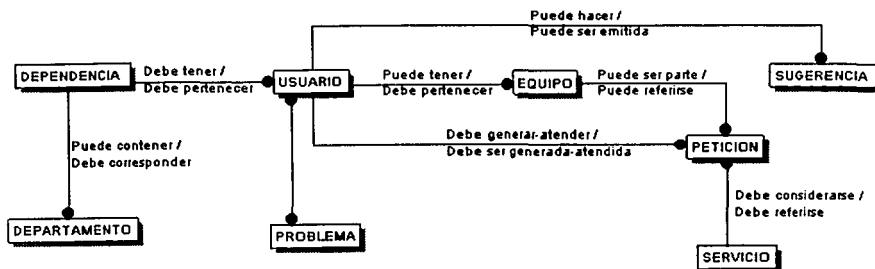 Puede hacer /
Puede ser emitida
DEPENDENCIA
Debe tener /
Debe pertenecer
USUARIO
Puede tener /
Debe pertenecer
EQUIPO
Puede ser parte /
Puede referirse
SUGERENCIA
Puede contener /
Debe corresponder
Debe generar-atender /
Debe ser generada-atendida
PETICION
Debe considerarse /
Debe referirse
DEPARTAMENTO
PROBLEMA
SERVICIO